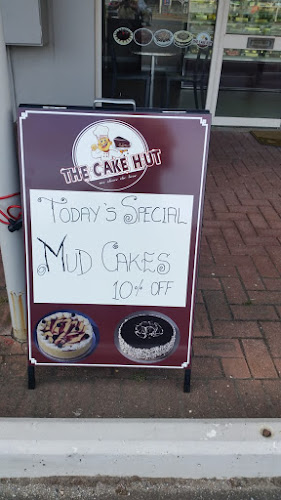 THE CAKE HUT
TODAY'S SPECIAL
MUD CAKES
10% OFF